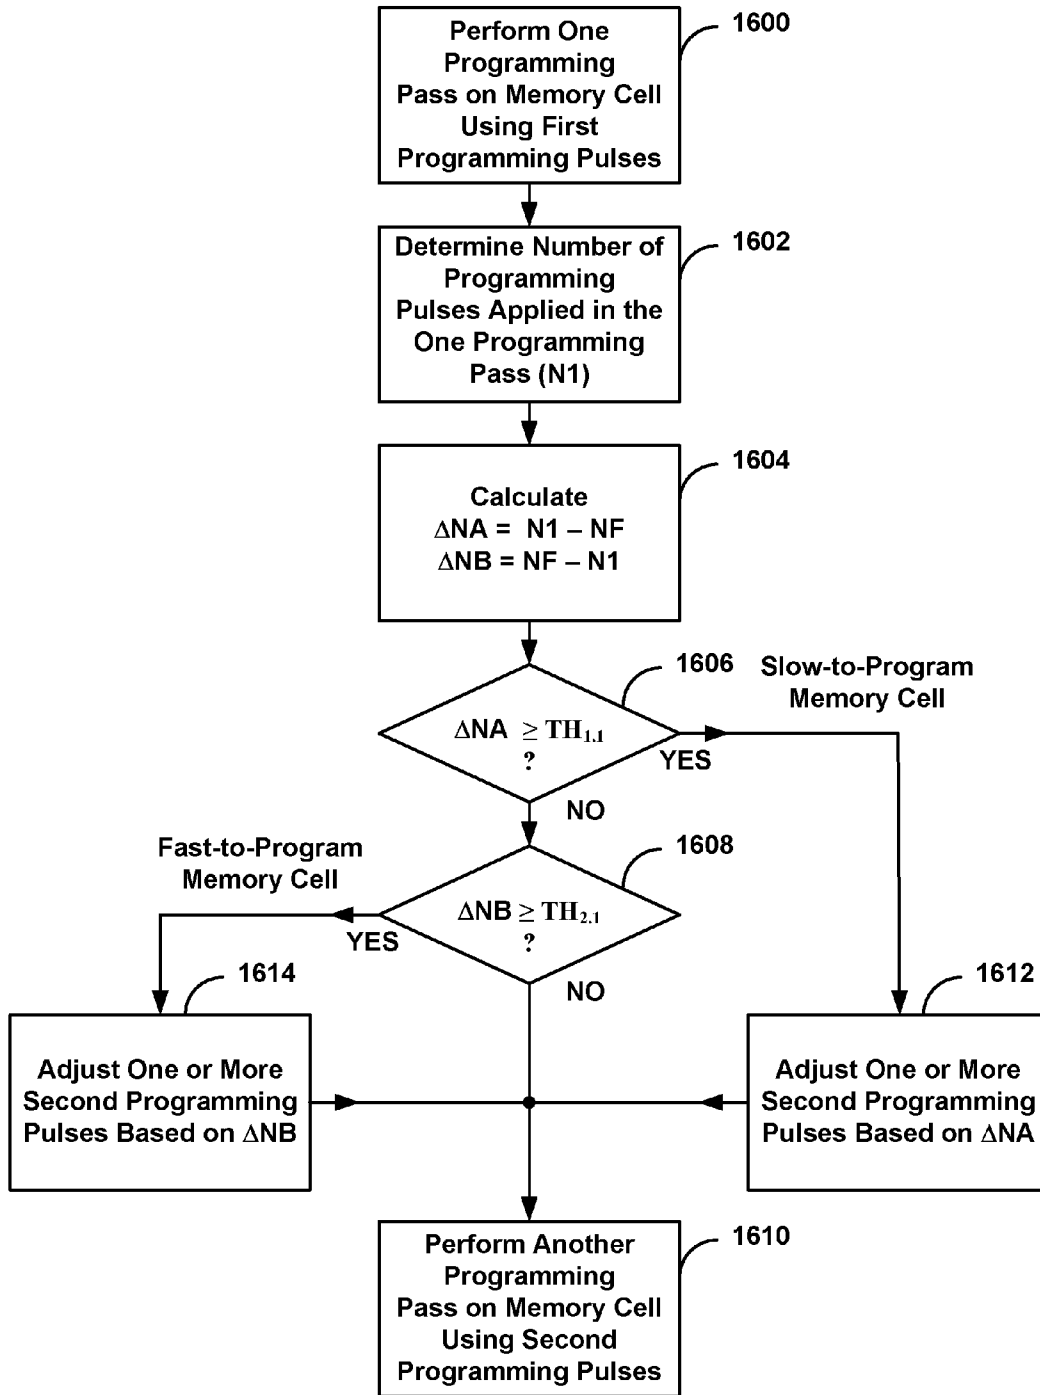 Perform One
Programming
Pass on Memory Cell
Using First
Programming Pulses
1600
Determine Number of
Programming
Pulses Applied in the
One Programming
Pass (N1)
1602
Calculate
ΔNA = N1 – NF
ΔNB = NF – N1
1604
ΔNA ≥ TH1.1
?
1606
Slow-to-Program
Memory Cell
YES
NO
ΔNB ≥ TH2.1
?
1608
Fast-to-Program
Memory Cell
YES
NO
1614
Adjust One or More
Second Programming
Pulses Based on ΔNB
1612
Adjust One or More
Second Programming
Pulses Based on ΔNA
Perform Another
Programming
Pass on Memory Cell
Using Second
Programming Pulses
1610